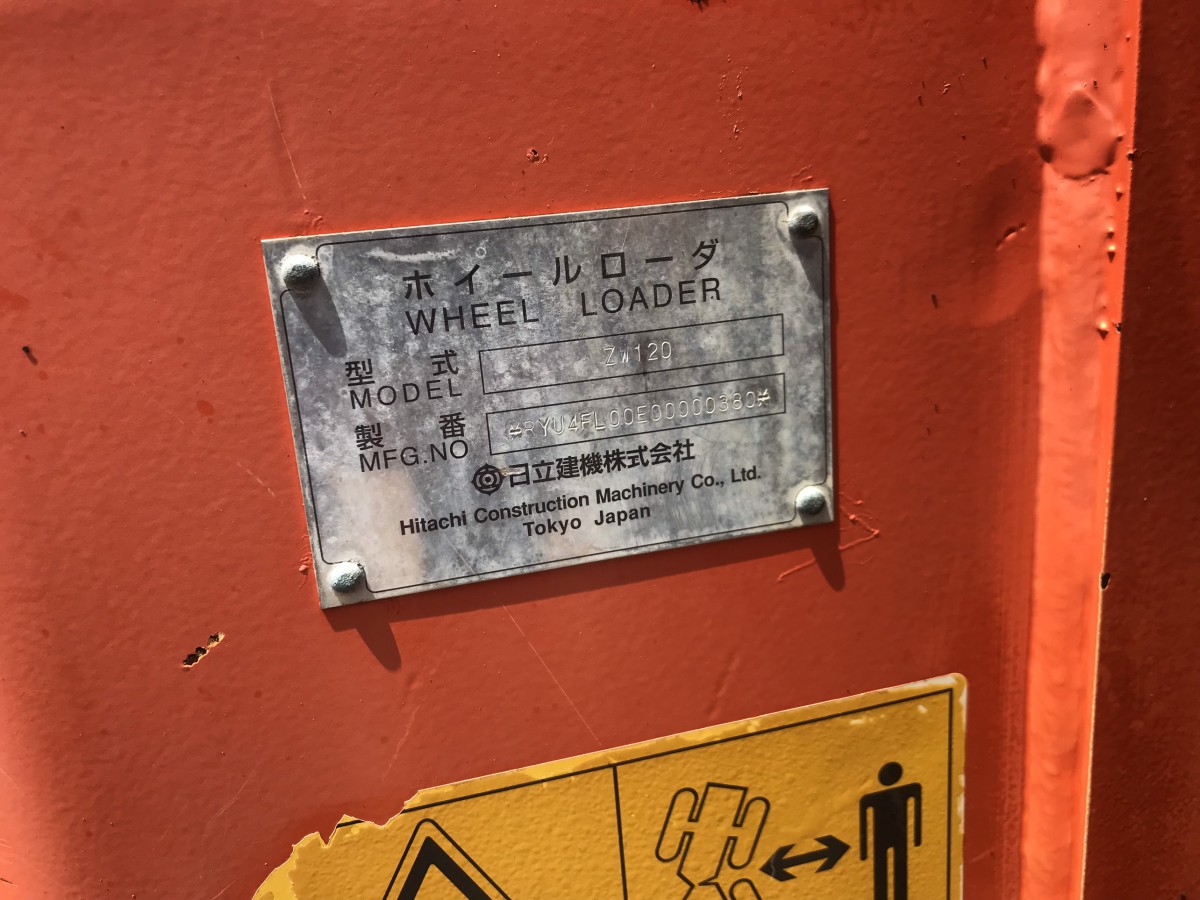 ホイールローダ
WHEEL LOADER
型式 ZW120
MODEL
製番 *RYU4FL00E00000380*
MFG.NO
日立建機株式会社
Hitachi Construction Machinery Co., Ltd.
Tokyo Japan